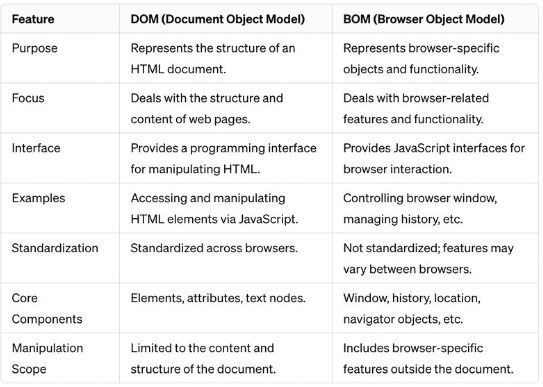 Feature DOM (Document Object Model) BOM (Browser Object Model)
Purpose Represents the structure of an Represents browser-specific
HTML document. objects and functionality.
Focus Deals with the structure and Deals with browser-related
content of web pages. features and functionality.
Interface Provides a programming interface Provides JavaScript interfaces for
for manipulating HTML. browser interaction.
Examples Accessing and manipulating Controlling browser window,
HTML elements via JavaScript. managing history, etc.
Standardization Standardized across browsers. Not standardized; features may
vary between browsers.
Core Elements, attributes, text nodes. Window, history, location,
Components navigator objects, etc.
Manipulation Limited to the content and Includes browser-specific
Scope structure of the document. features outside the document.